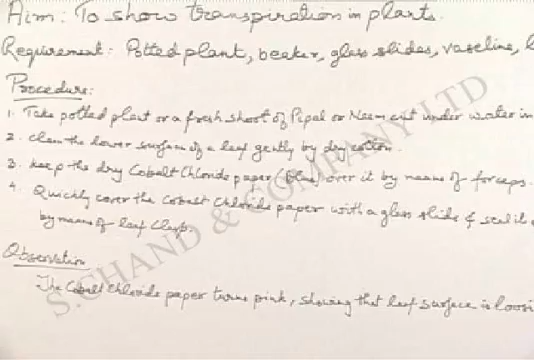 Aim: To show transpiration in plants.
Requirement: Potted plant, beaker, glass slides, vaseline,
Procedure:
1. Take potted plant or a fresh shoot of Pipal or Neem cut under water in
2. Clean the lower surface of a leaf gently by dry cotton.
3. Keep the dry Cobalt Chloride paper (blue) over it by means of forceps.
4. Quickly cover the Cobalt Chloride paper with a glass slide & seal it
by means of leaf clasp.
Observation
The Cobalt Chloride paper turns pink, showing that leaf surface is
S. CHAND & COMPANY LTD